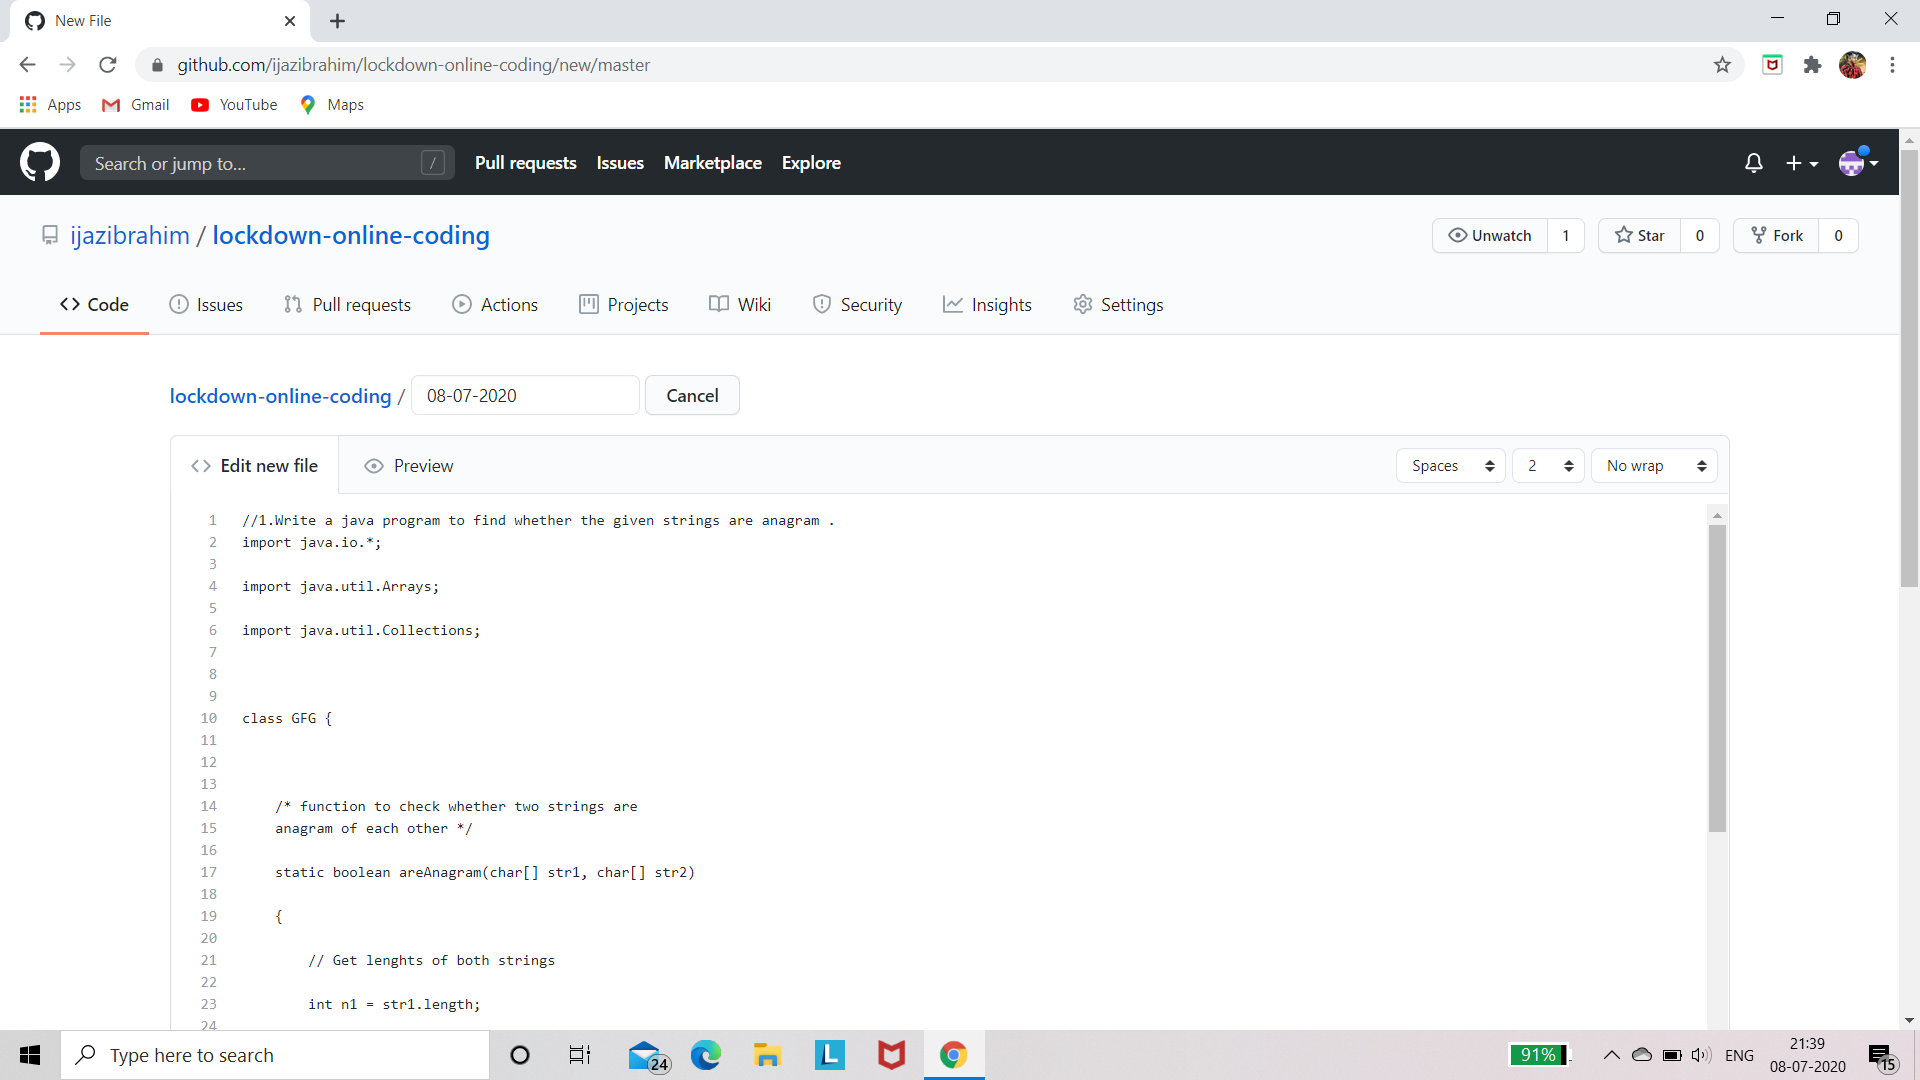 New File
github.com/ijazibrahim/lockdown-online-coding/new/master
Apps Gmail YouTube Maps
Search or jump to... / Pull requests Issues Marketplace Explore
ijazibrahim / lockdown-online-coding Unwatch 1 Star 0 Fork 0
Code Issues Pull requests Actions Projects Wiki Security Insights Settings
lockdown-online-coding / 08-07-2020 Cancel
Edit new file Preview Spaces 2 No wrap
1 //1.Write a java program to find whether the given strings are anagram .
2 import java.io.*;
3
4 import java.util.Arrays;
5
6 import java.util.Collections;
7
8
9
10 class GFG {
11
12
13
14 /* function to check whether two strings are
15 anagram of each other */
16
17 static boolean areAnagram(char[] str1, char[] str2)
18
19 {
20
21 // Get lenghts of both strings
22
23 int n1 = str1.length;
24
Type here to search 24 L 91% ENG 21:39
08-07-2020 15